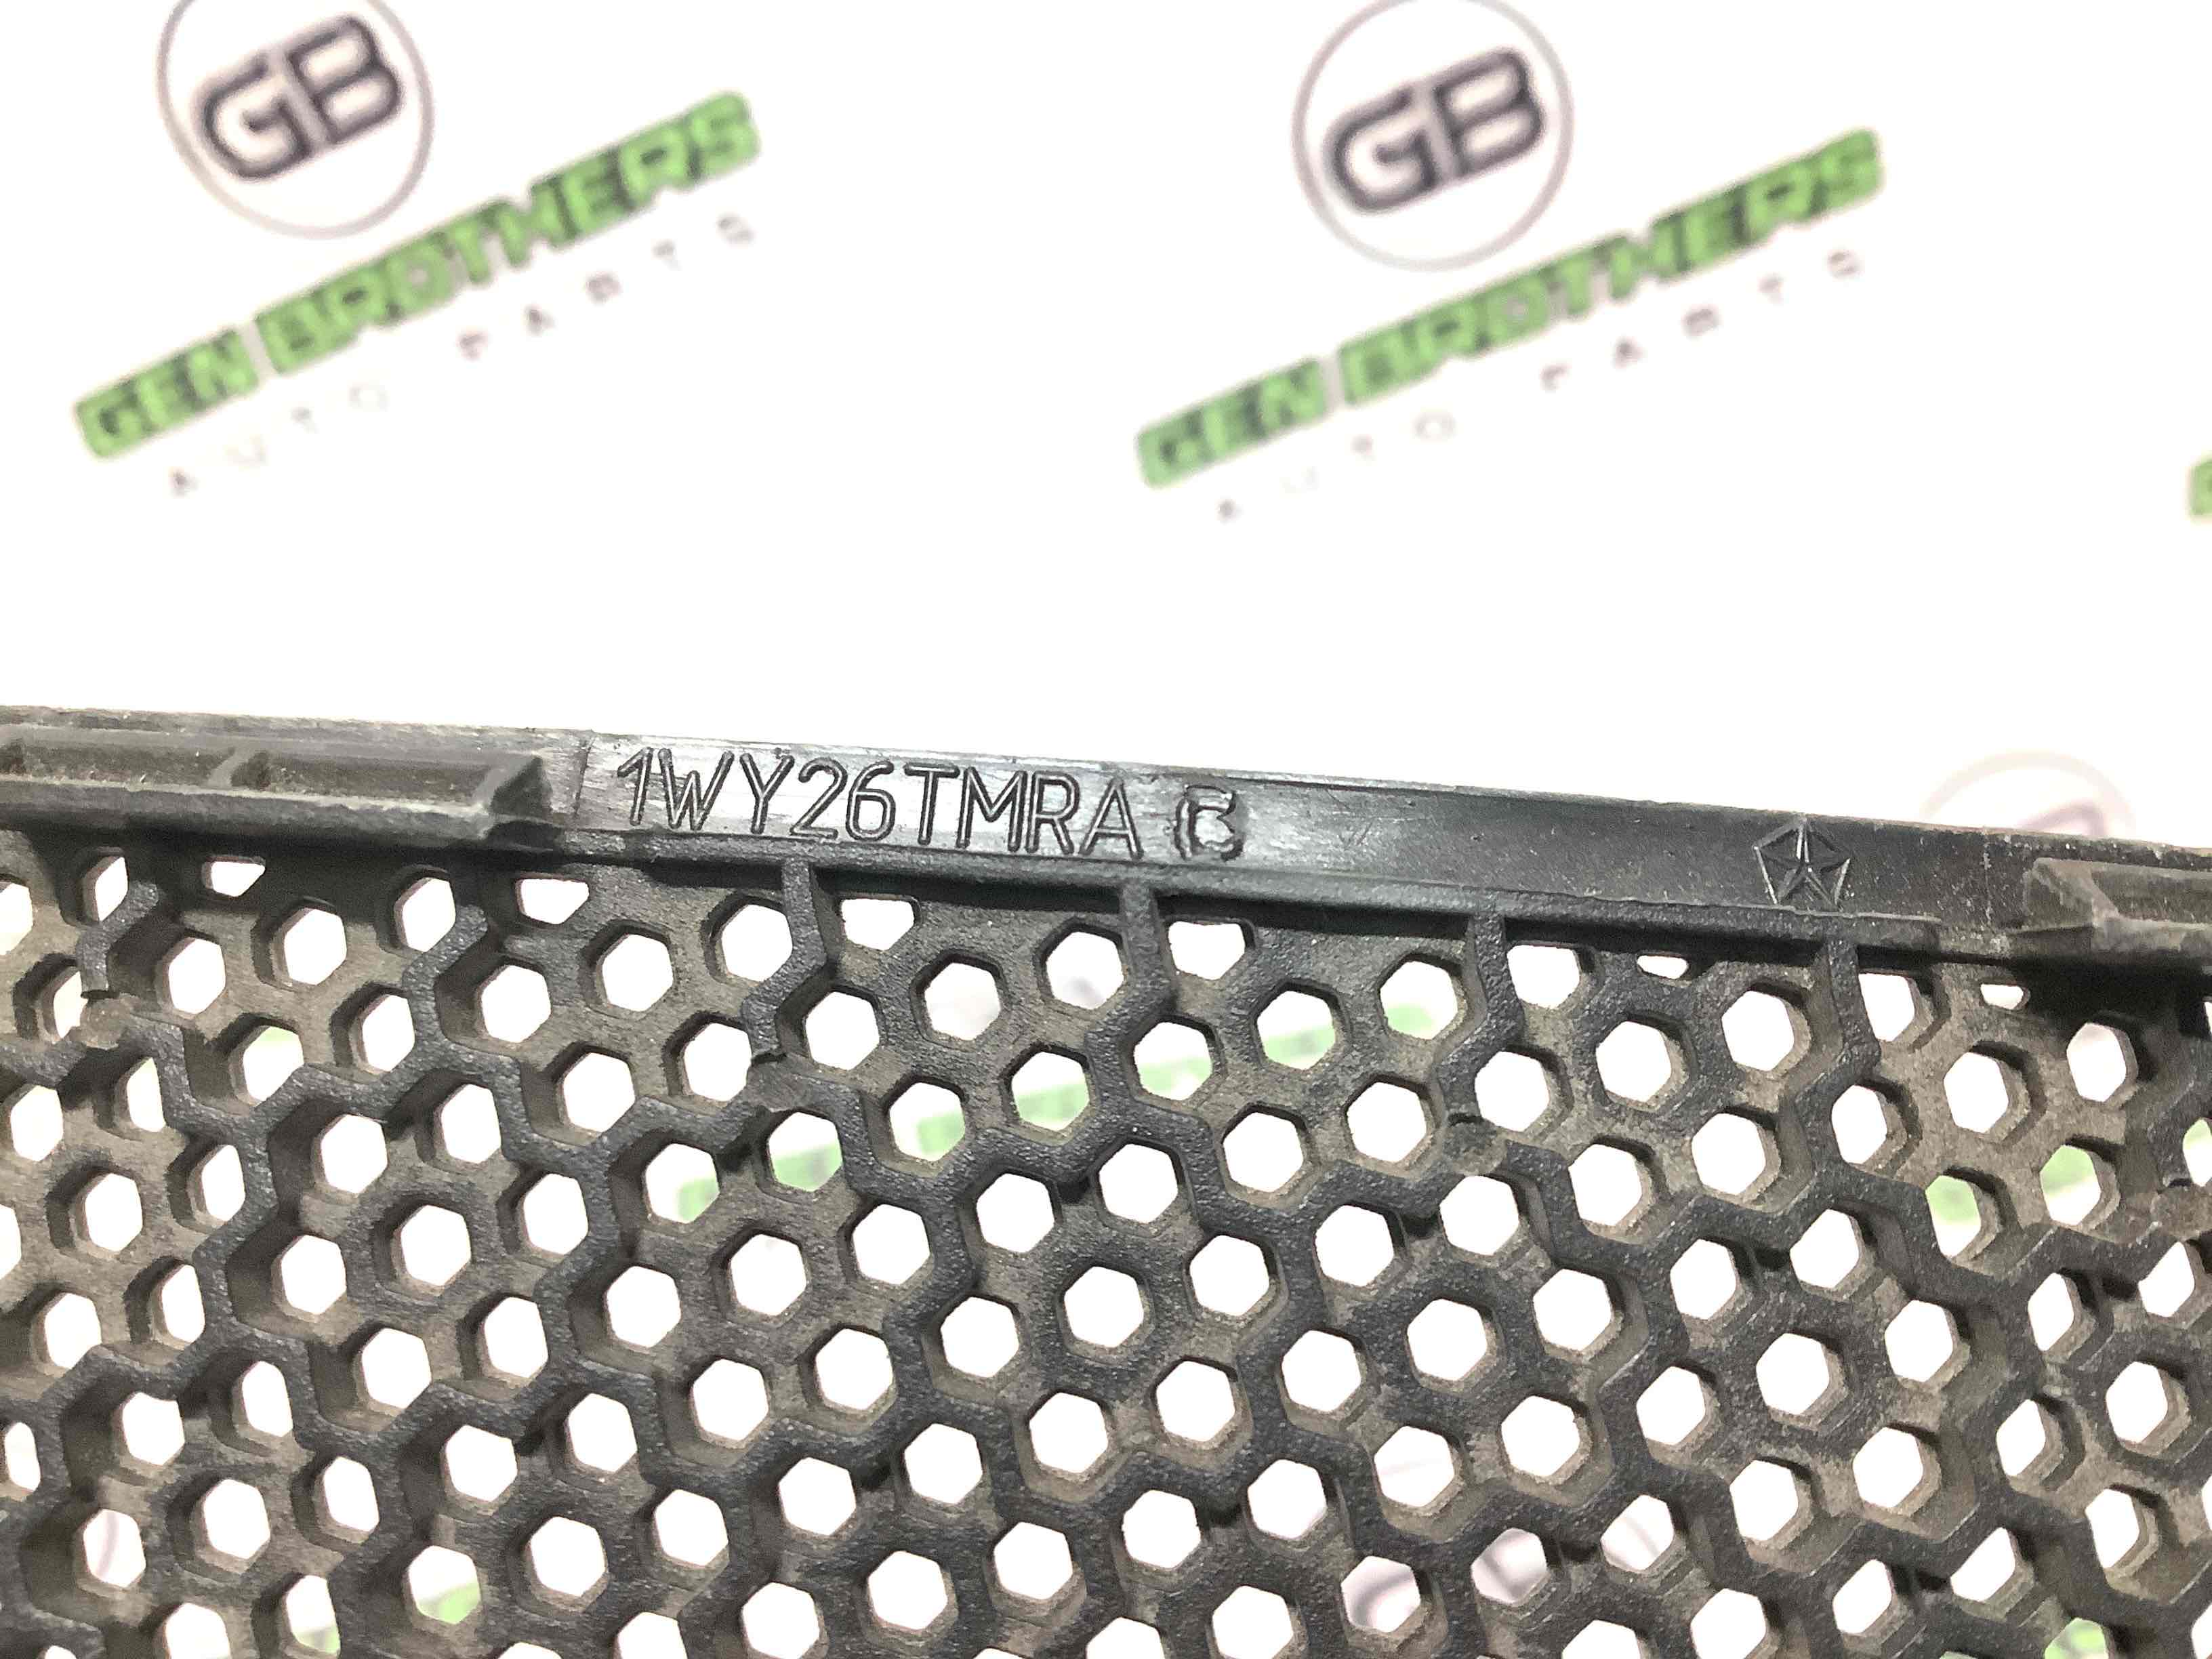 GB
GEN BROTHERS
AUTO PARTS
GB
GEN BROTHERS
AUTO PARTS
1WY26TMRA